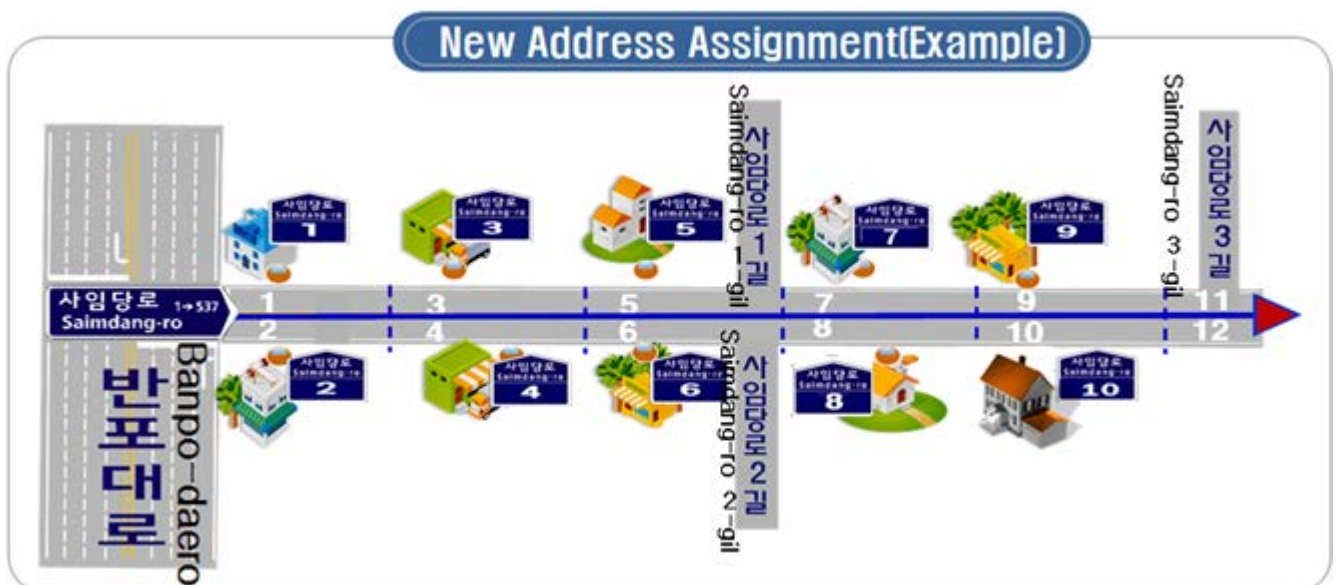 New Address Assignment(Example)
Saimdang-ro 1-gil
사임당로 1 길
Saimdang-ro 3-gil
사임당로 3 길
사임당로
Saimdang-ro
1
사임당로
Saimdang-ro
3
사임당로
Saimdang-ro
5
사임당로
Saimdang-ro
7
사임당로
Saimdang-ro
9
사임당로 1→537
Saimdang-ro
1 3 5 7 9 11
2 4 6 8 10 12
Banpo-daero
반포대로
사임당로
Saimdang-ro
2
사임당로
Saimdang-ro
4
사임당로
Saimdang-ro
6
Saimdang-ro 2-gil
사임당로 2 길
사임당로
Saimdang-ro
8
사임당로
Saimdang-ro
10